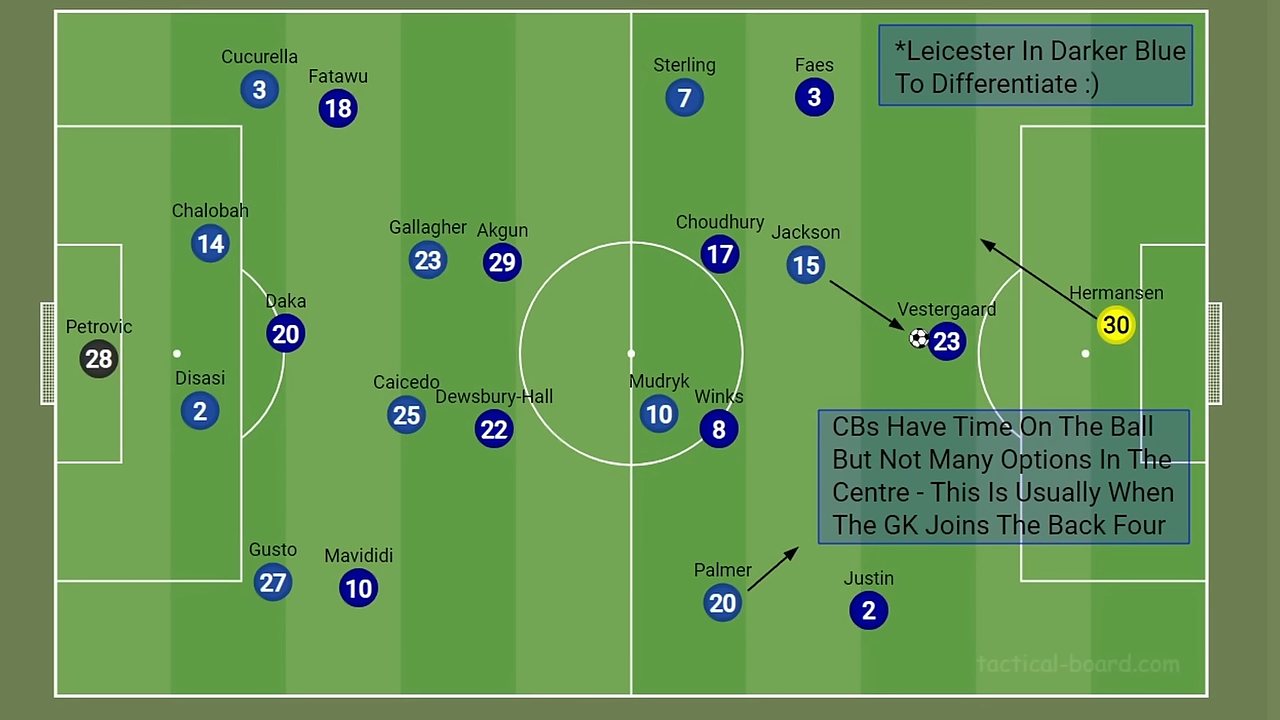 *Leicester In Darker Blue
To Differentiate :)
Cucurella
3
Fatawu
18
Sterling
7
Faes
3
Chalobah
14
Gallagher
23
Akgun
29
Choudhury
17
Jackson
15
Hermansen
30
Daka
20
Vestergaard
23
Petrovic
28
Disasi
2
Caicedo
25
Dewsbury-Hall
22
Mudryk
10
Winks
8
CBs Have Time On The Ball
But Not Many Options In The
Centre - This Is Usually When
The GK Joins The Back Four
Gusto
27
Mavididi
10
Palmer
20
Justin
2
tactical-board.com